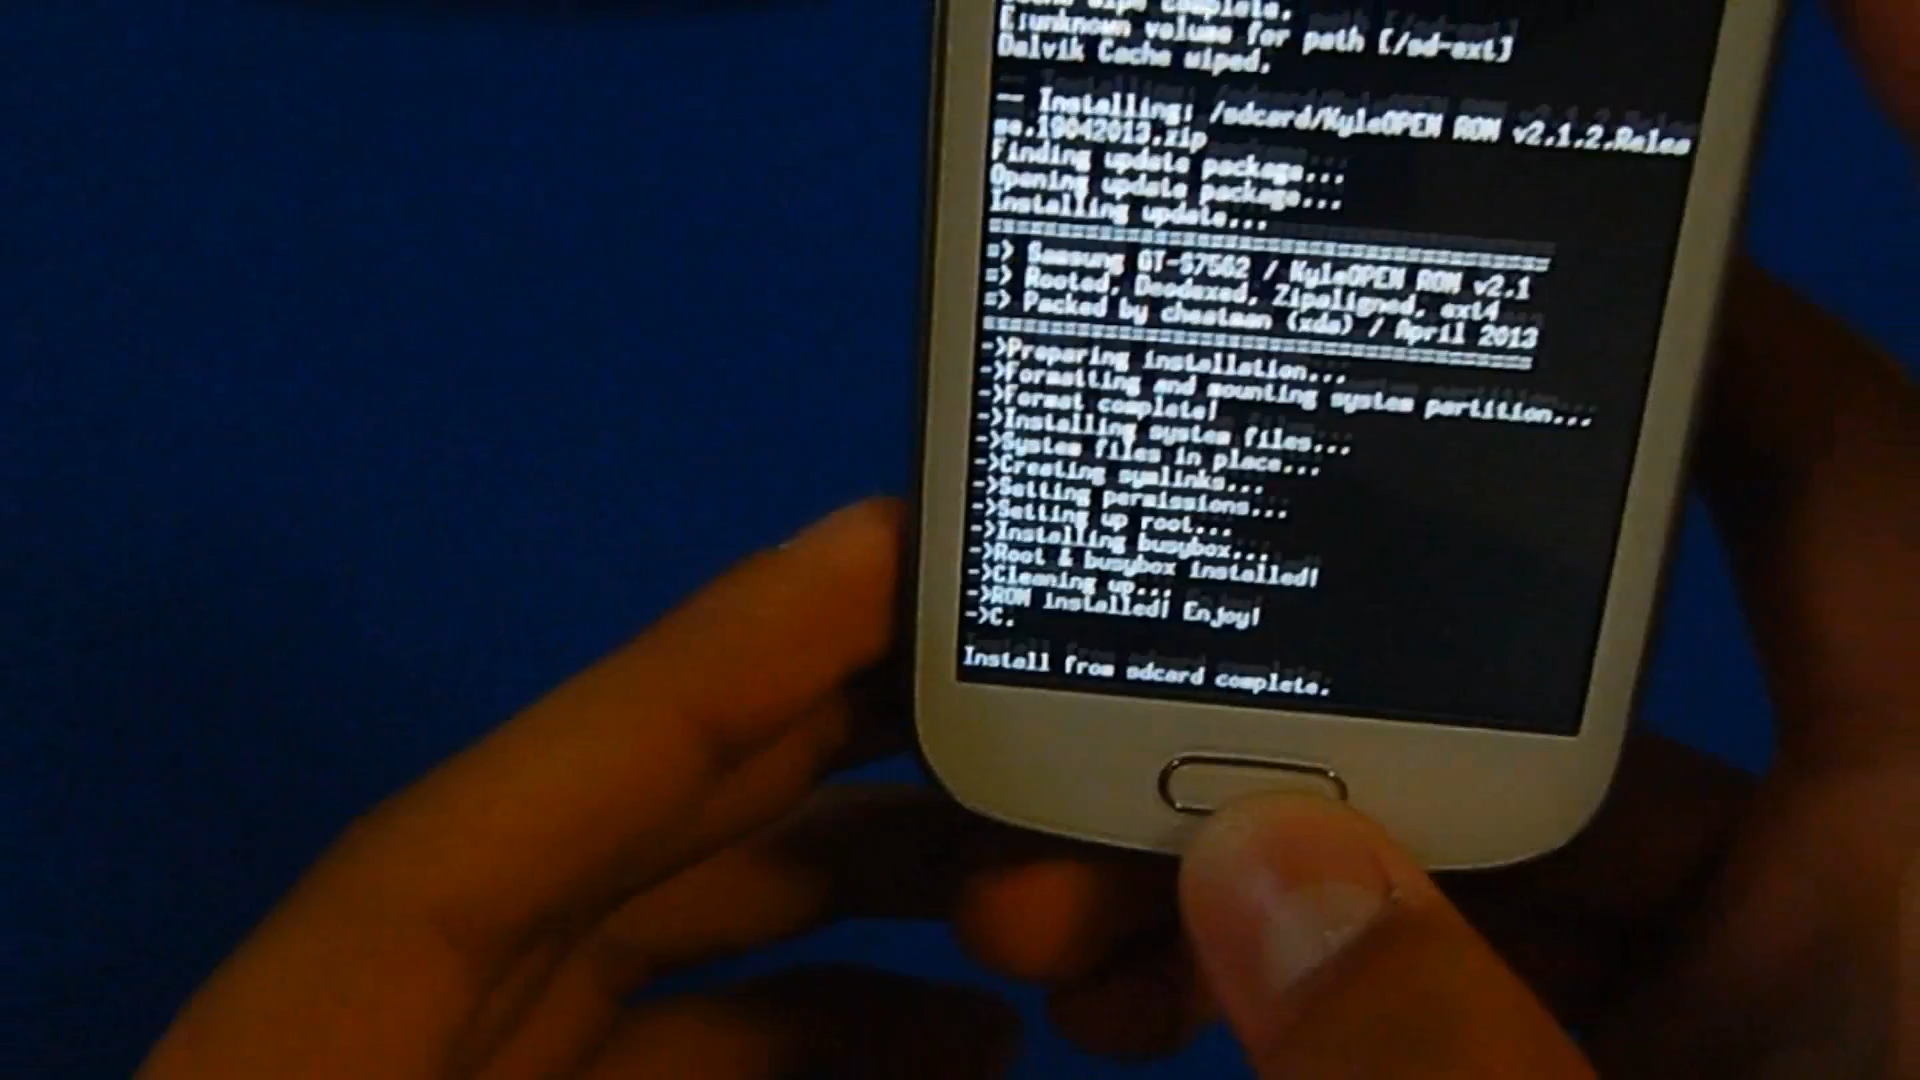 Cache wipe complete.
E:unknown volume for path [/sd-ext]
Dalvik Cache wiped.
-- Installing: /sdcard/KyleOPEN ROM v2.1.2.Relea
se.19042013.zip
Finding update package...
Opening update package...
Installing update...
=> Samsung GT-S7562 / KyleOPEN ROM v2.1
=> Rooted, Deodexed, Zipaligned, ext4
=> Packed by cheatman (xda) / April 2013
->Preparing installation...
->Formatting and mounting system partition...
->Format complete!
->Installing system files...
->System files in place...
->Creating symlinks...
->Setting permissions...
->Setting up root...
->Installing busybox...
->Root & busybox installed!
->Cleaning up...
->ROM installed! Enjoy!
->C.
Install from sdcard complete.